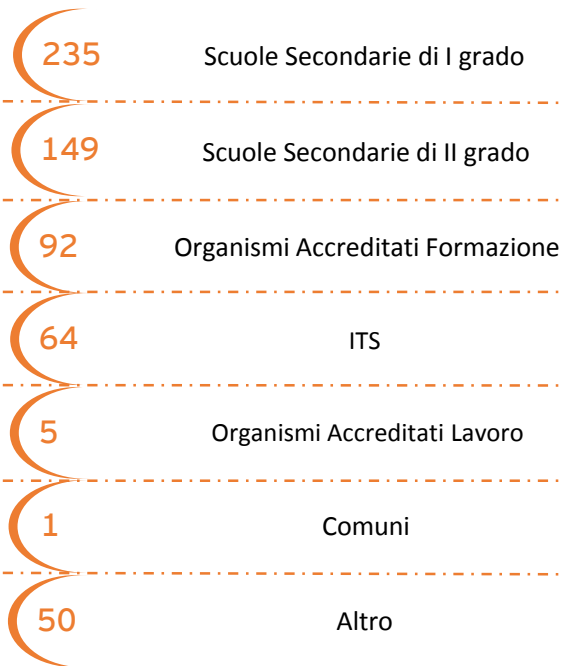 235 Scuole Secondarie di I grado
149 Scuole Secondarie di II grado
92 Organismi Accreditati Formazione
64 ITS
5 Organismi Accreditati Lavoro
1 Comuni
50 Altro